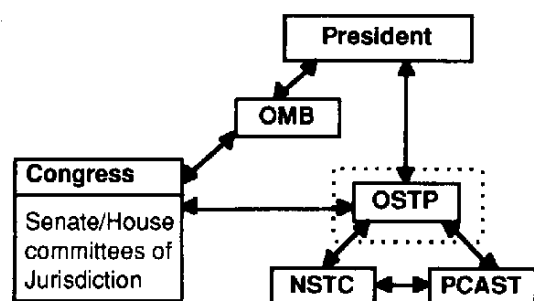 President
OMB
Congress
Senate/House
committees of
Jurisdiction
OSTP
NSTC
PCAST